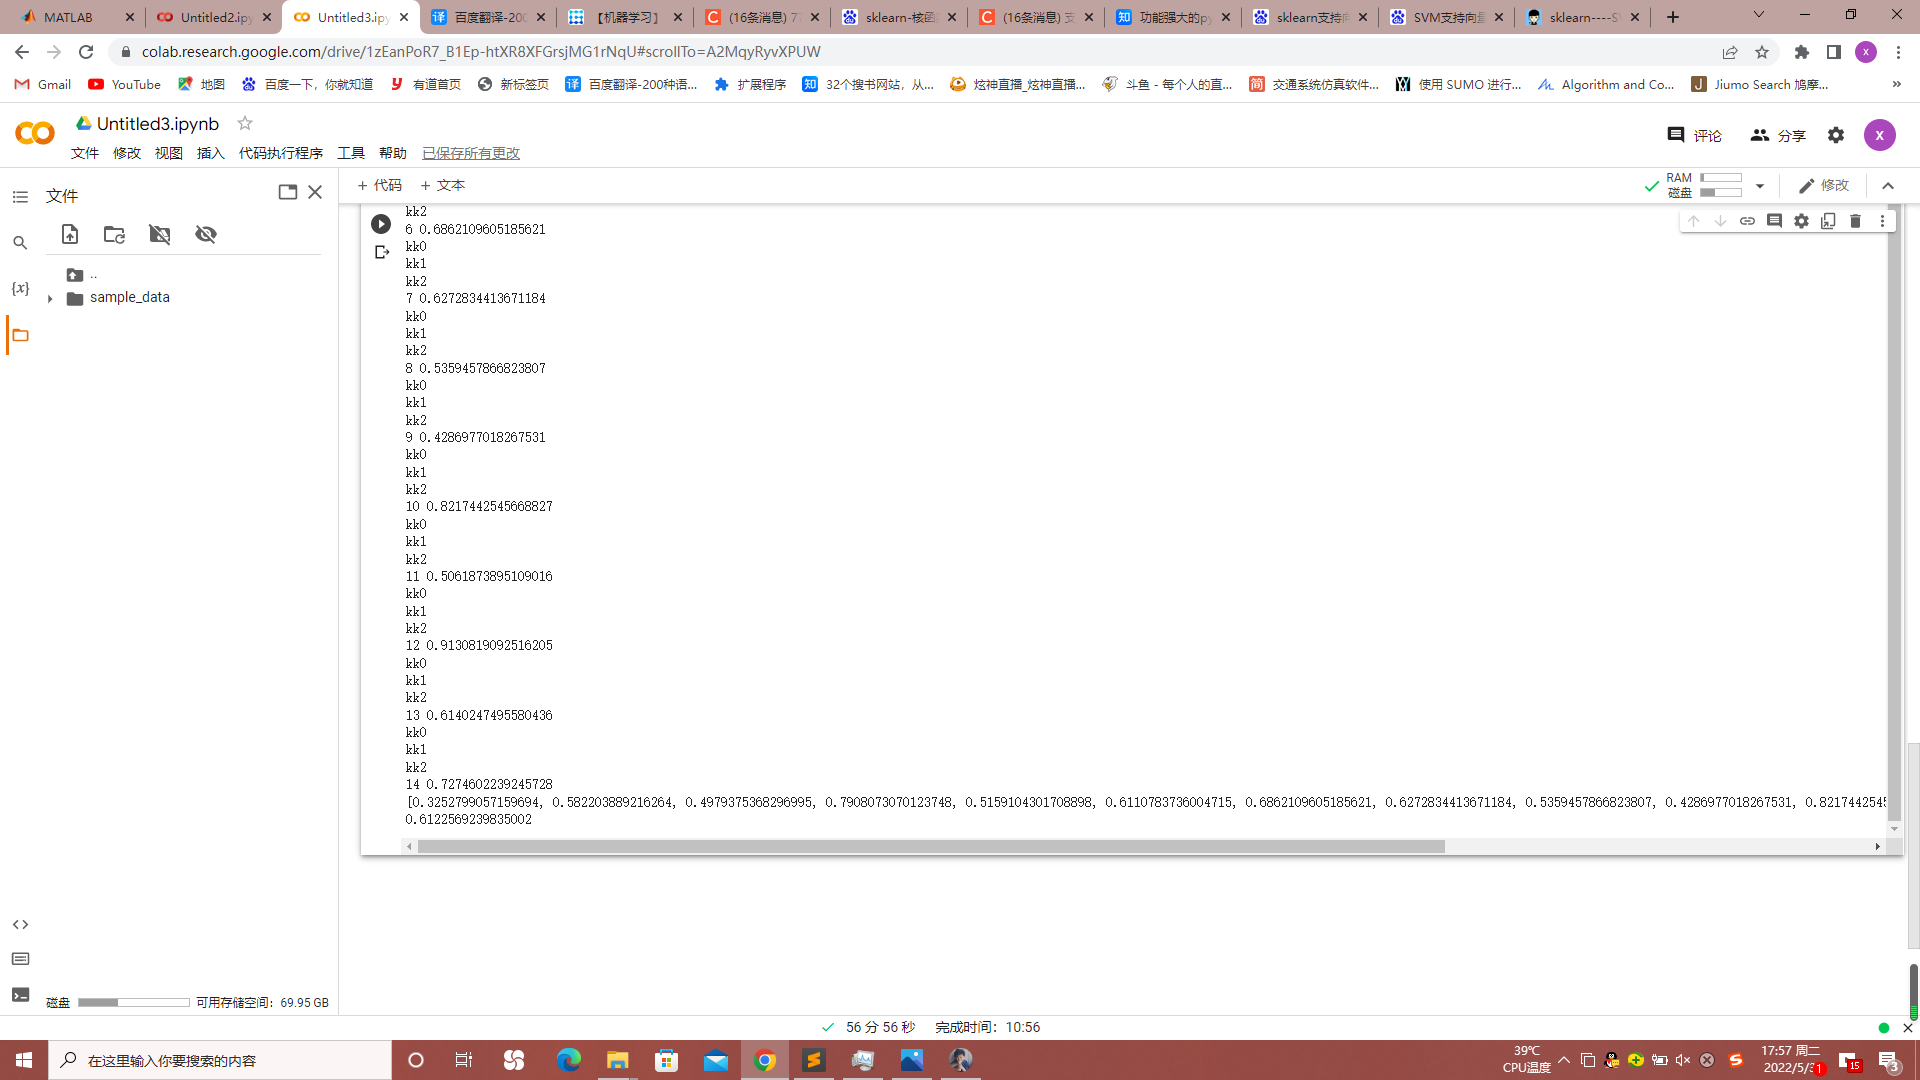 MATLAB
Untitled2.ipy
Untitled3.ipy
百度翻译-200
【机器学习】
(16条消息) 7
sklearn-核函
(16条消息) 支
功能强大的py
sklearn支持向
SVM支持向量
sklearn----S
colab.research.google.com/drive/1zEanPoR7_B1Ep-htXR8XFGrsjMG1rNqU#scrollTo=A2MqyRyvXPUW
Gmail
YouTube
地图
百度一下，你就知道
有道首页
新标签页
百度翻译-200种语...
扩展程序
32个搜书网站，从...
炫神直播_炫神直播...
斗鱼 - 每个人的直...
交通系统仿真软件...
使用 SUMO 进行...
Algorithm and Co...
Jiumo Search 鸠摩...
Untitled3.ipynb
评论
分享
文件 修改 视图 插入 代码执行程序 工具 帮助 已保存所有更改
文件
+ 代码 + 文本
RAM
磁盘
修改
..
sample_data
kk2
6 0.6862109605185621
kk0
kk1
kk2
7 0.6272834413671184
kk0
kk1
kk2
8 0.5359457866823807
kk0
kk1
kk2
9 0.4286977018267531
kk0
kk1
kk2
10 0.8217442545668827
kk0
kk1
kk2
11 0.5061873895109016
kk0
kk1
kk2
12 0.9130819092516205
kk0
kk1
kk2
13 0.6140247495580436
kk0
kk1
kk2
14 0.7274602239245728
[0.3252799057159694, 0.582203889216264, 0.4979375368296995, 0.7908073070123748, 0.5159104301708898, 0.6110783736004715, 0.6862109605185621, 0.6272834413671184, 0.5359457866823807, 0.4286977018267531, 0.821744254
0.6122569239835002
磁盘
可用存储空间：69.95 GB
56 分 56 秒 完成时间：10:56
在这里输入你要搜索的内容
39℃
CPU温度
17:57 周二
2022/5/3
1
15
3